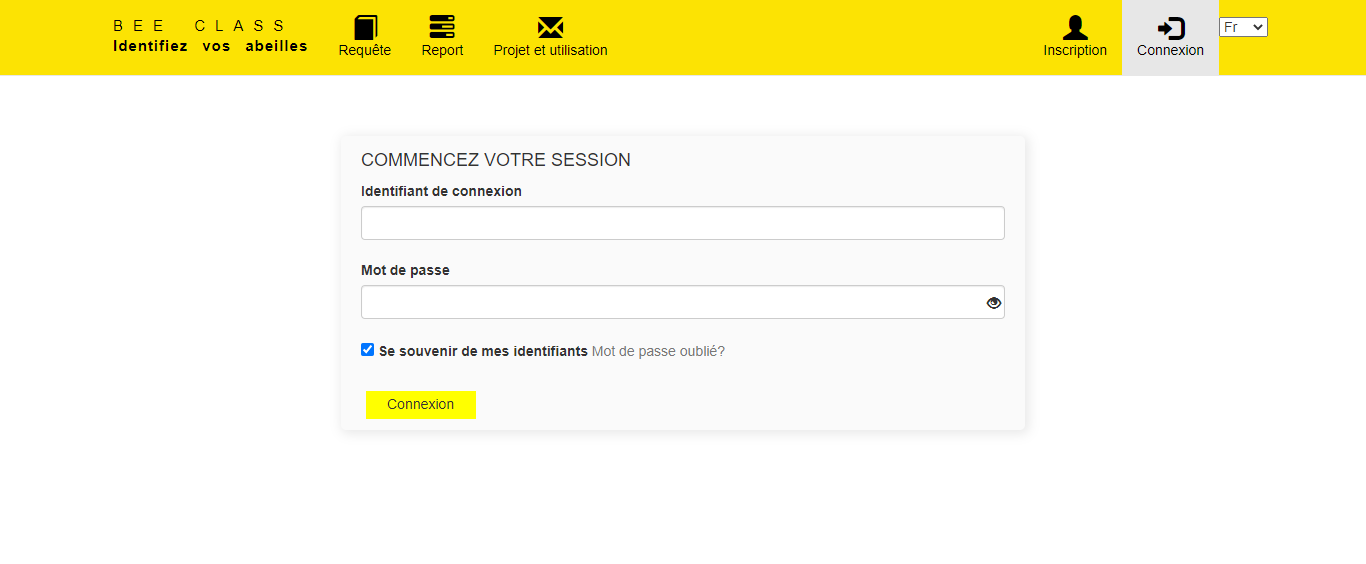 BEE CLASS
Identifiez vos abeilles
Requête
Report
Projet et utilisation
Inscription
Connexion
Fr
COMMENCEZ VOTRE SESSION
Identifiant de connexion
Mot de passe
Se souvenir de mes identifiants Mot de passe oublié?
Connexion